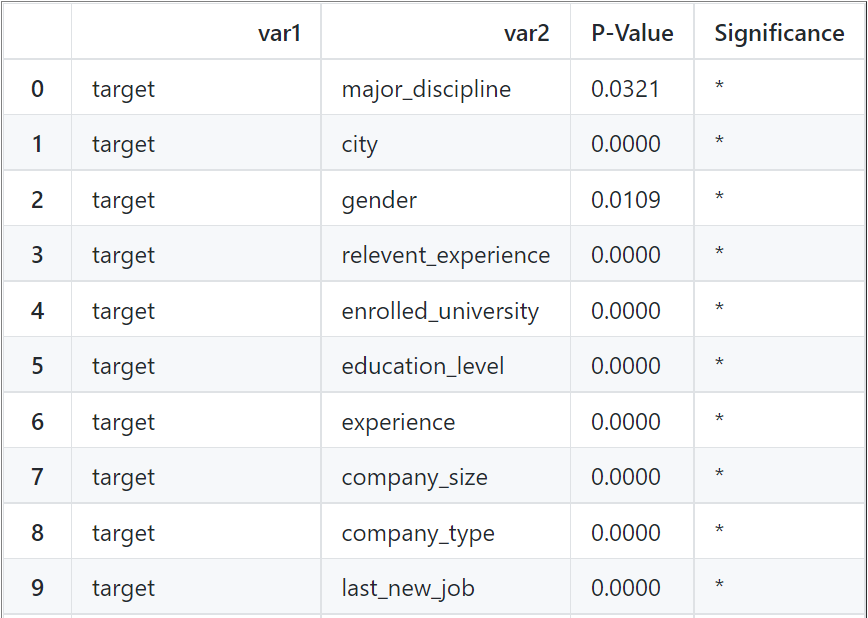 var1 var2 P-Value Significance
0 target major_discipline 0.0321 *
1 target city 0.0000 *
2 target gender 0.0109 *
3 target relevent_experience 0.0000 *
4 target enrolled_university 0.0000 *
5 target education_level 0.0000 *
6 target experience 0.0000 *
7 target company_size 0.0000 *
8 target company_type 0.0000 *
9 target last_new_job 0.0000 *